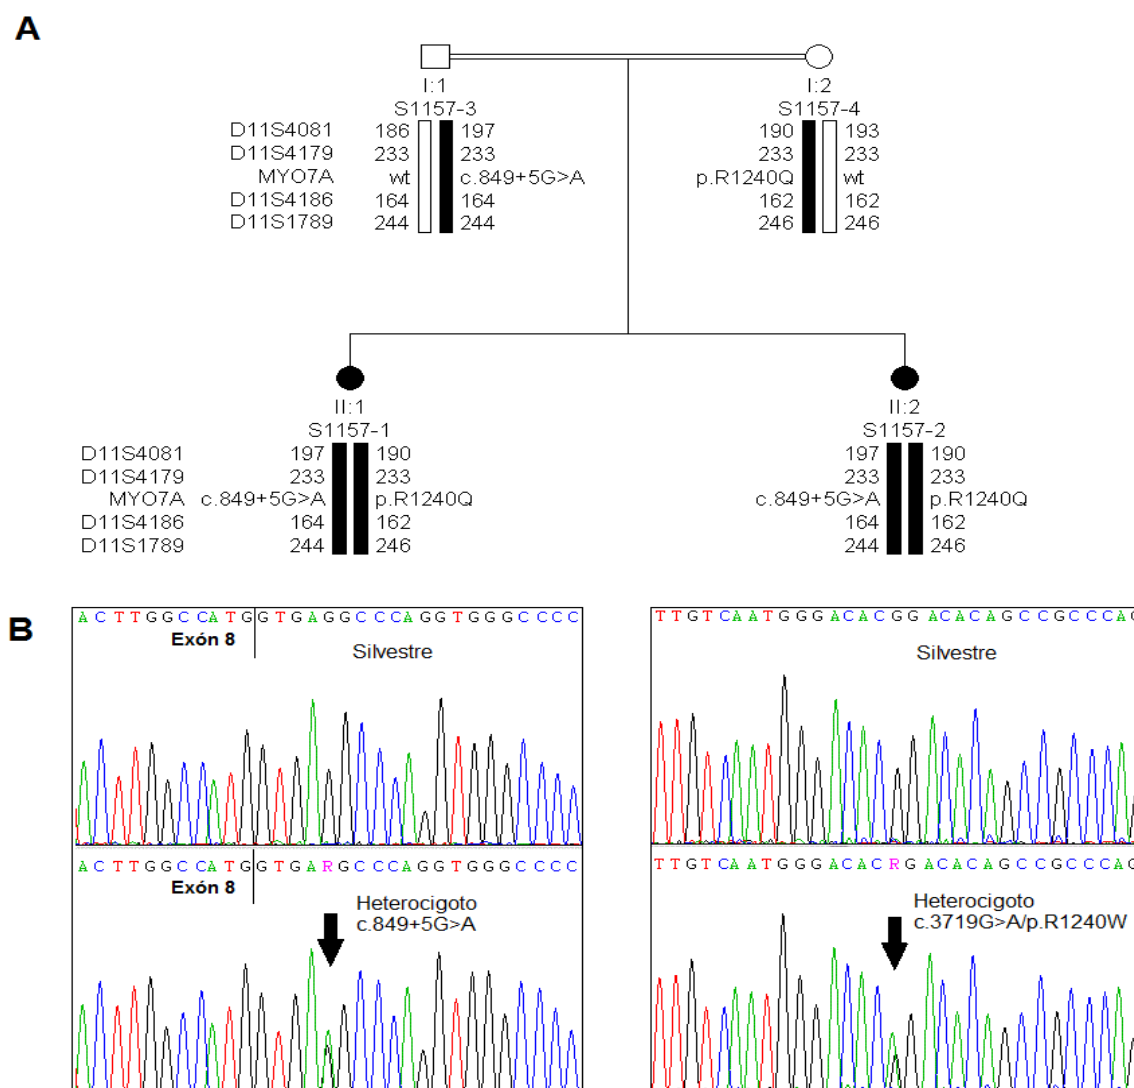 A
I:1 I:2
S1157-3 S1157-4
D11S4081 186 197 190 193
D11S4179 233 233 233 233
MYO7A wt c.849+5G>A p.R1240Q wt
D11S4186 164 164 162 162
D11S1789 244 244 246 246
II:1 II:2
S1157-1 S1157-2
D11S4081 197 190 197 190
D11S4179 233 233 233 233
MYO7A c.849+5G>A p.R1240Q c.849+5G>A p.R1240Q
D11S4186 164 162 164 162
D11S1789 244 246 244 246
B
ACTTGGCCATGGTGAGGCCCAGGTGGGCCCC
Exón 8
Silvestre
ACTTGGCCATGGTGARGCCCAGGTGGGCCCC
Exón 8
Heterocigoto
c.849+5G>A
TTGTCAATGGGACACGGACACAGCCGCCCAG
Silvestre
TTGTCAATGGGACACRGACACAGCCGCCCAG
Heterocigoto
c.3719G>A/p.R1240W